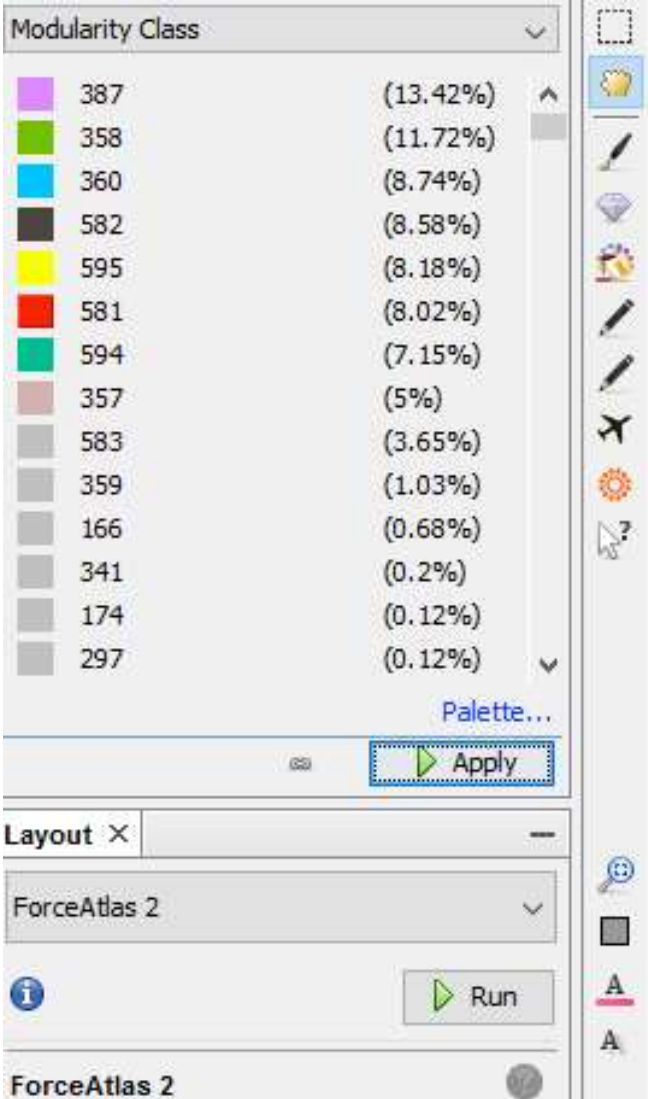 Modularity Class
387 (13.42%)
358 (11.72%)
360 (8.74%)
582 (8.58%)
595 (8.18%)
581 (8.02%)
594 (7.15%)
357 (5%)
583 (3.65%)
359 (1.03%)
166 (0.68%)
341 (0.2%)
174 (0.12%)
297 (0.12%)
Palette...
Apply
Layout
ForceAtlas 2
Run
A
A
ForceAtlas 2